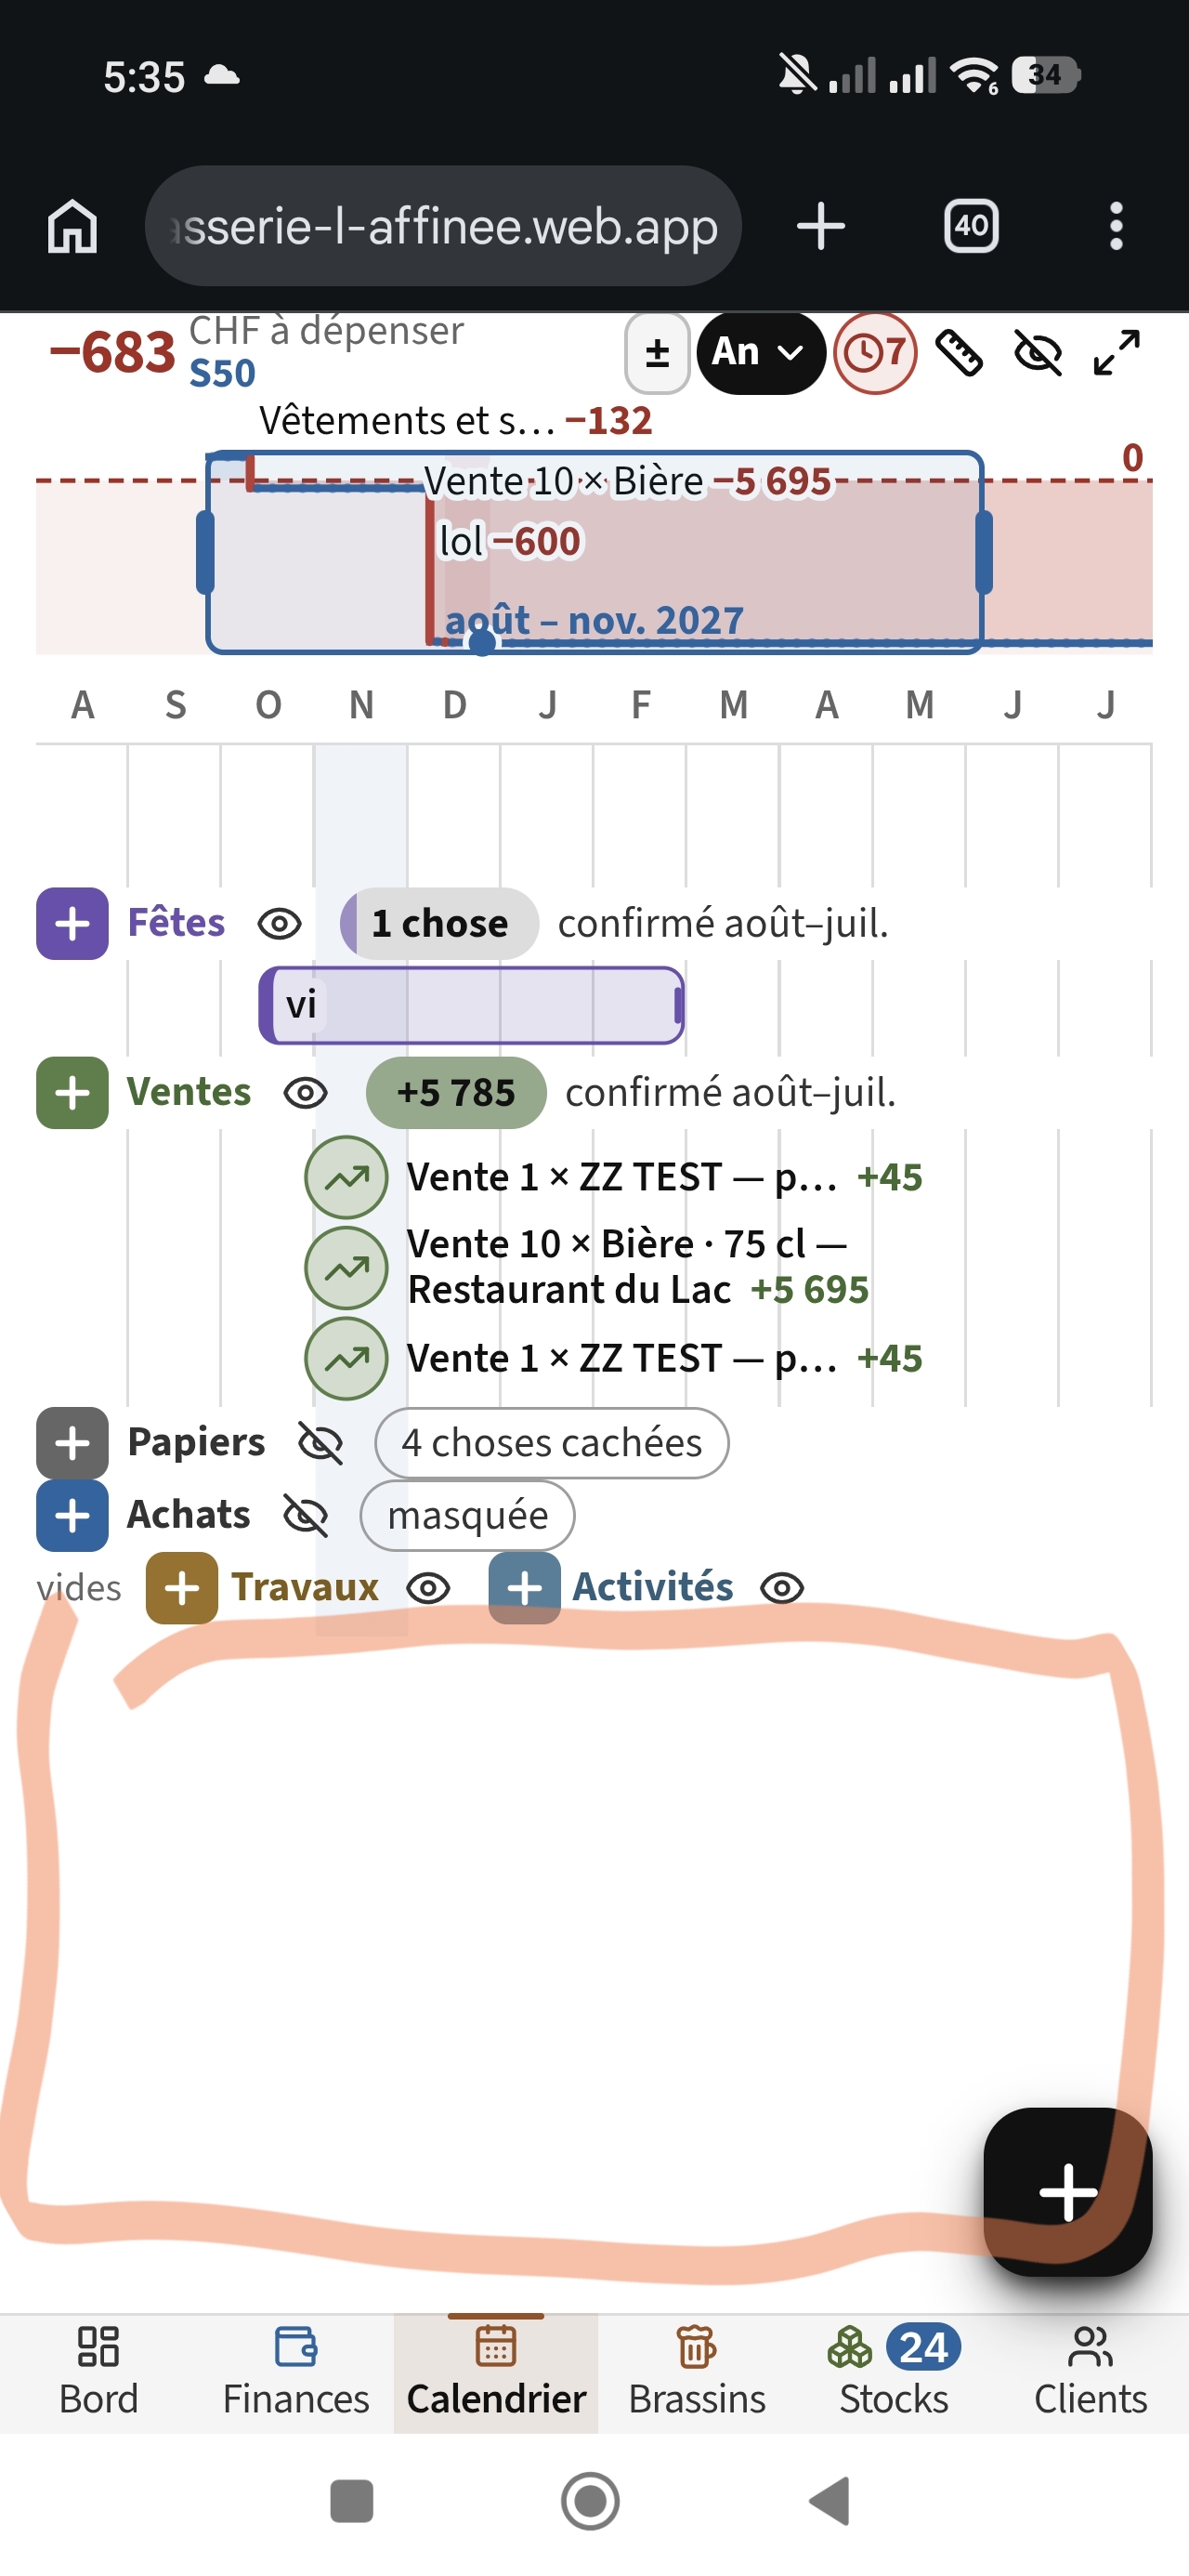 5:35
6
34
asserie-l-affinee.web.app
40
−683 CHF à dépenser
S50
±
An
7
Vêtements et s… −132
0
Vente 10 × Bière −5 695
lol −600
août – nov. 2027
A S O N D J F M A M J J
Fêtes 1 chose confirmé août–juil.
vi
Ventes +5 785 confirmé août–juil.
Vente 1 × ZZ TEST — p… +45
Vente 10 × Bière · 75 cl —
Restaurant du Lac +5 695
Vente 1 × ZZ TEST — p… +45
Papiers 4 choses cachées
Achats masquée
vides Travaux Activités
24
Bord Finances Calendrier Brassins Stocks Clients